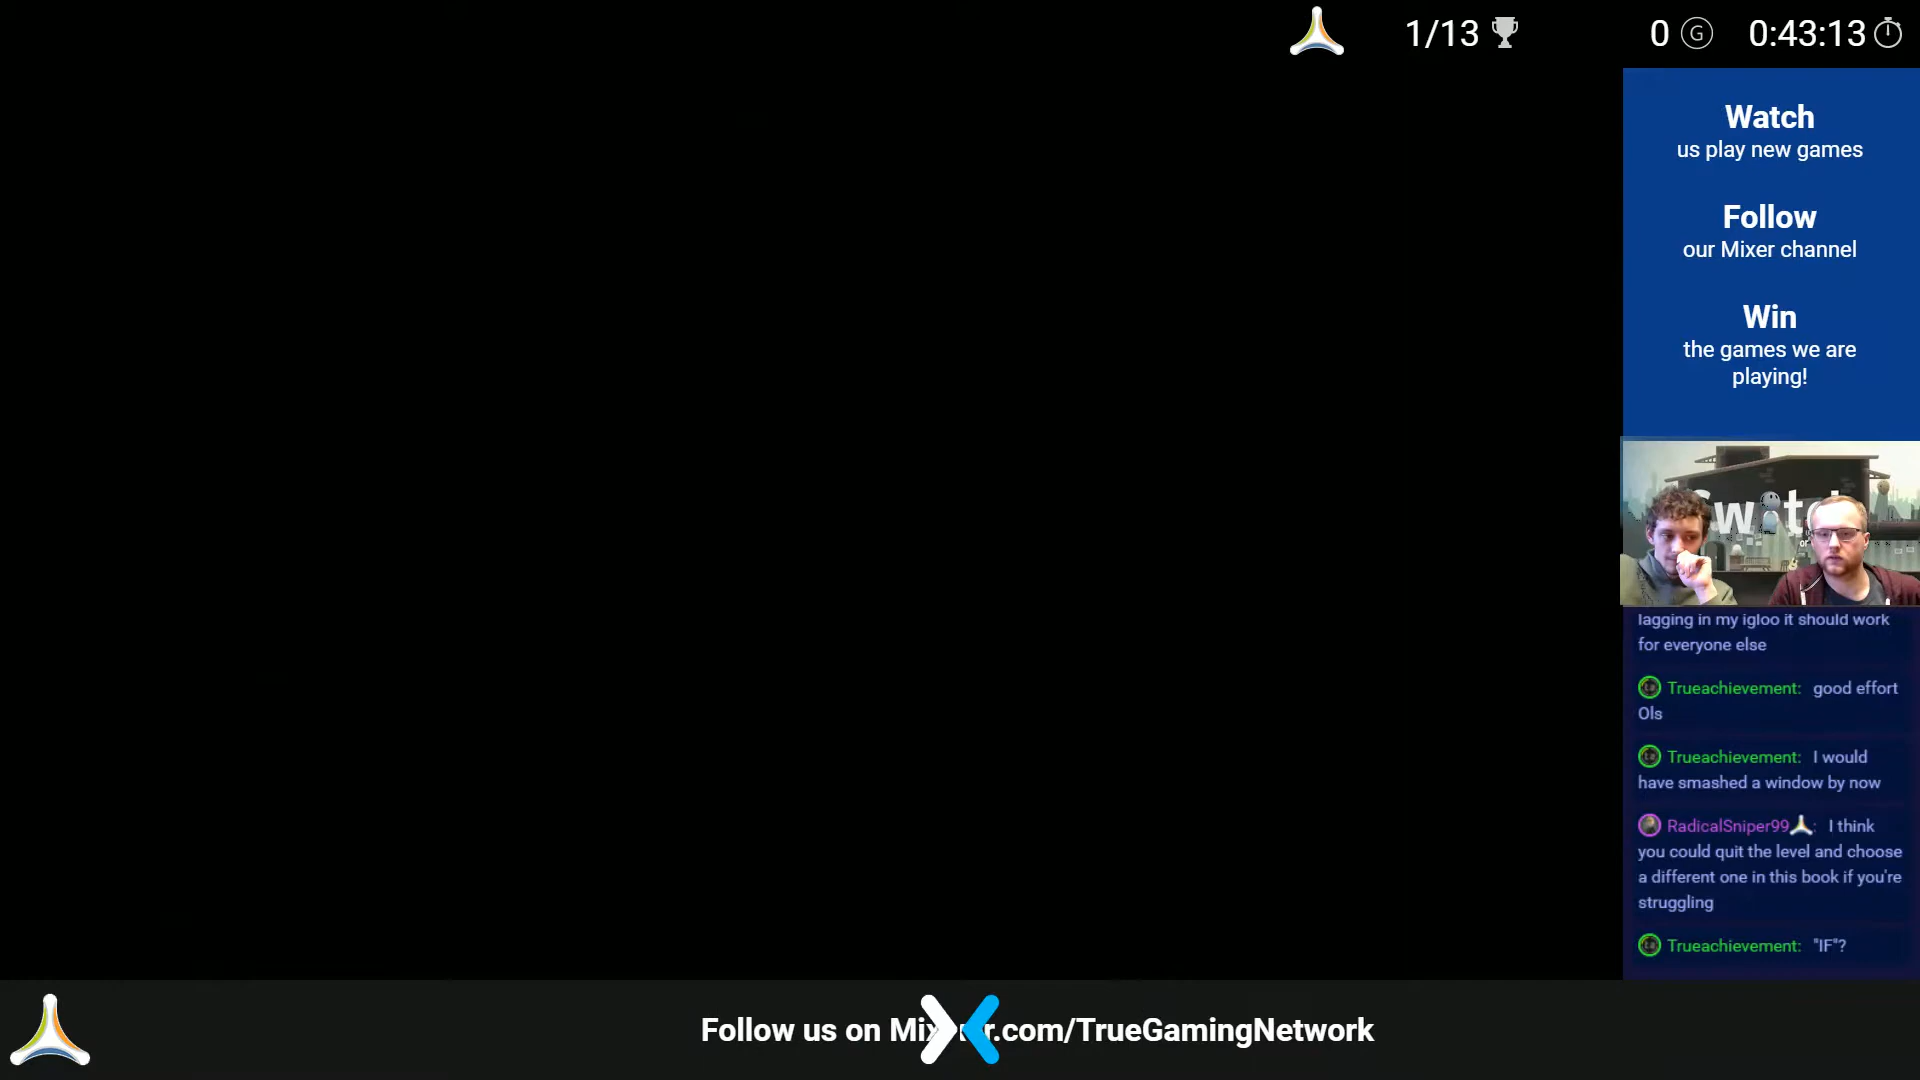 1/13
0 G 0:43:13
Watch
us play new games
Follow
our Mixer channel
Win
the games we are
playing!
lagging in my igloo it should work
for everyone else
Trueachievement: good effort
Ols
Trueachievement: I would
have smashed a window by now
RadicalSniper99: I think
you could quit the level and choose
a different one in this book if you're
struggling
Trueachievement: "IF"?
Follow us on Mixer.com/TrueGamingNetwork